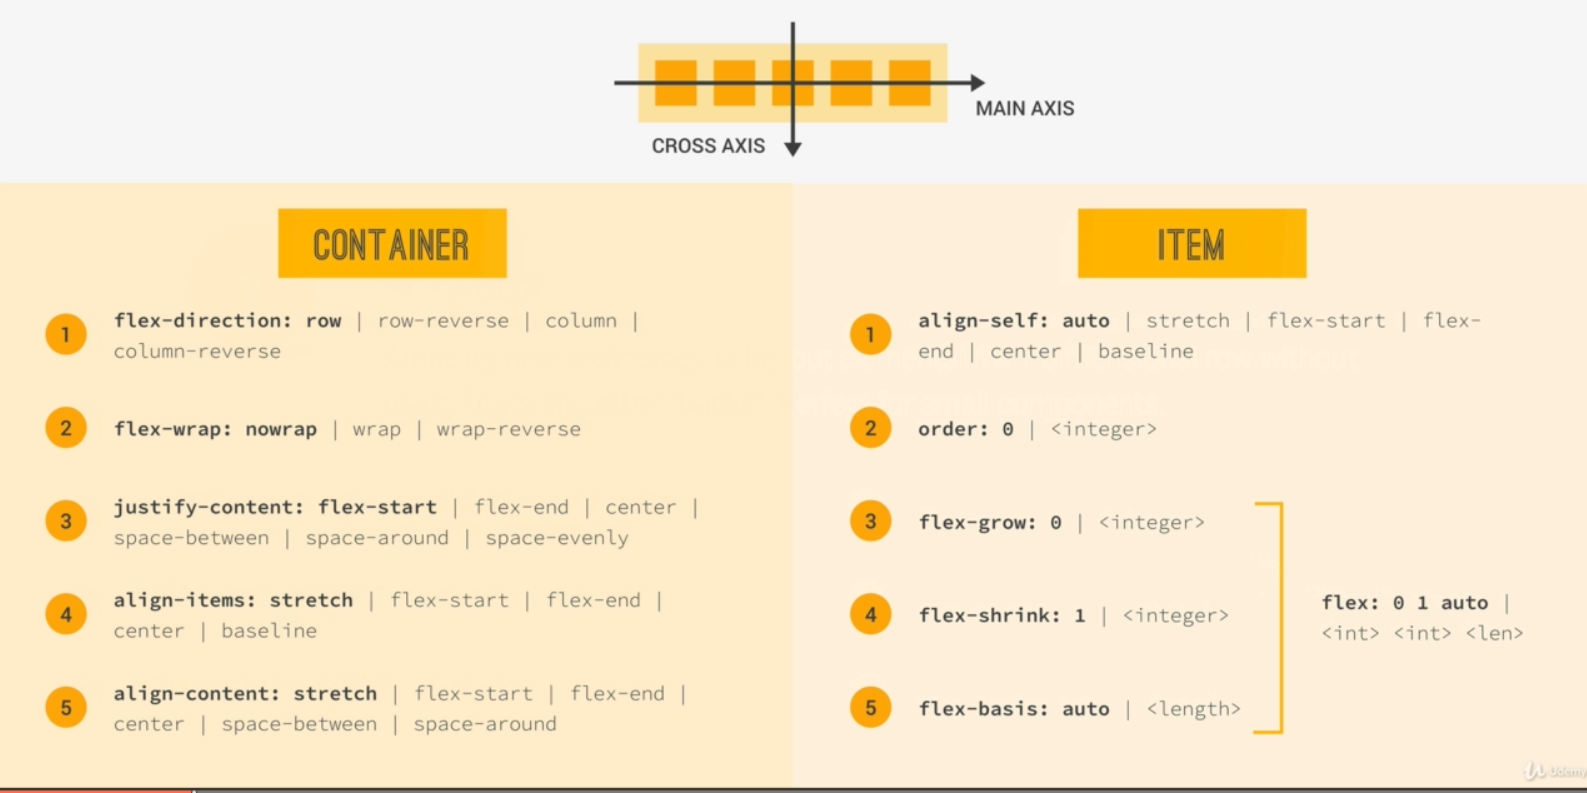 MAIN AXIS
CROSS AXIS
CONTAINER
1
flex-direction: row | row-reverse | column |
column-reverse
2
flex-wrap: nowrap | wrap | wrap-reverse
3
justify-content: flex-start | flex-end | center |
space-between | space-around | space-evenly
4
align-items: stretch | flex-start | flex-end |
center | baseline
5
align-content: stretch | flex-start | flex-end |
center | space-between | space-around
ITEM
1
align-self: auto | stretch | flex-start | flex-
end | center | baseline
2
order: 0 | <integer>
3
flex-grow: 0 | <integer>
4
flex-shrink: 1 | <integer>
5
flex-basis: auto | <length>
flex: 0 1 auto |
<int> <int> <len>
Udemy